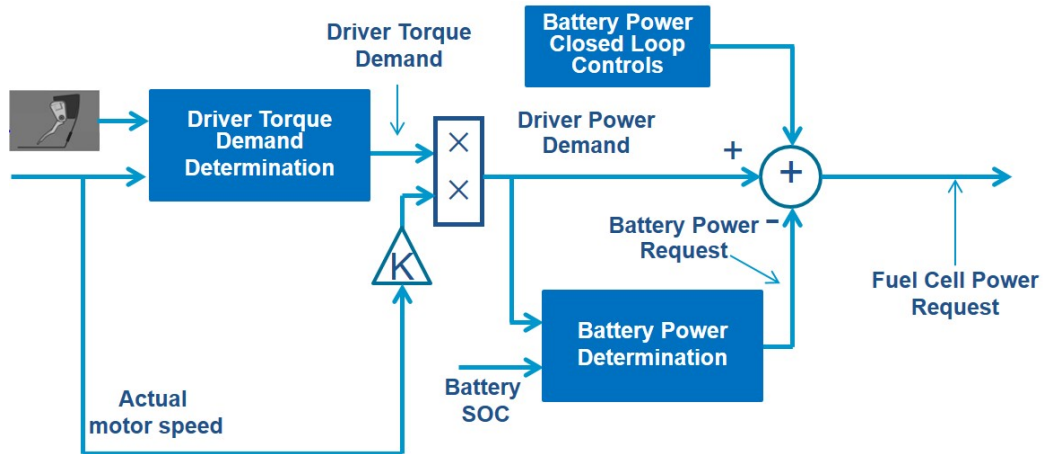 Driver Torque
Demand
Battery Power
Closed Loop
Controls
Driver Torque
Demand
Determination
×
×
Driver Power
Demand
+
+
-
K
Battery Power
Request
Fuel Cell Power
Request
Battery Power
Determination
Battery
SOC
Actual
motor speed